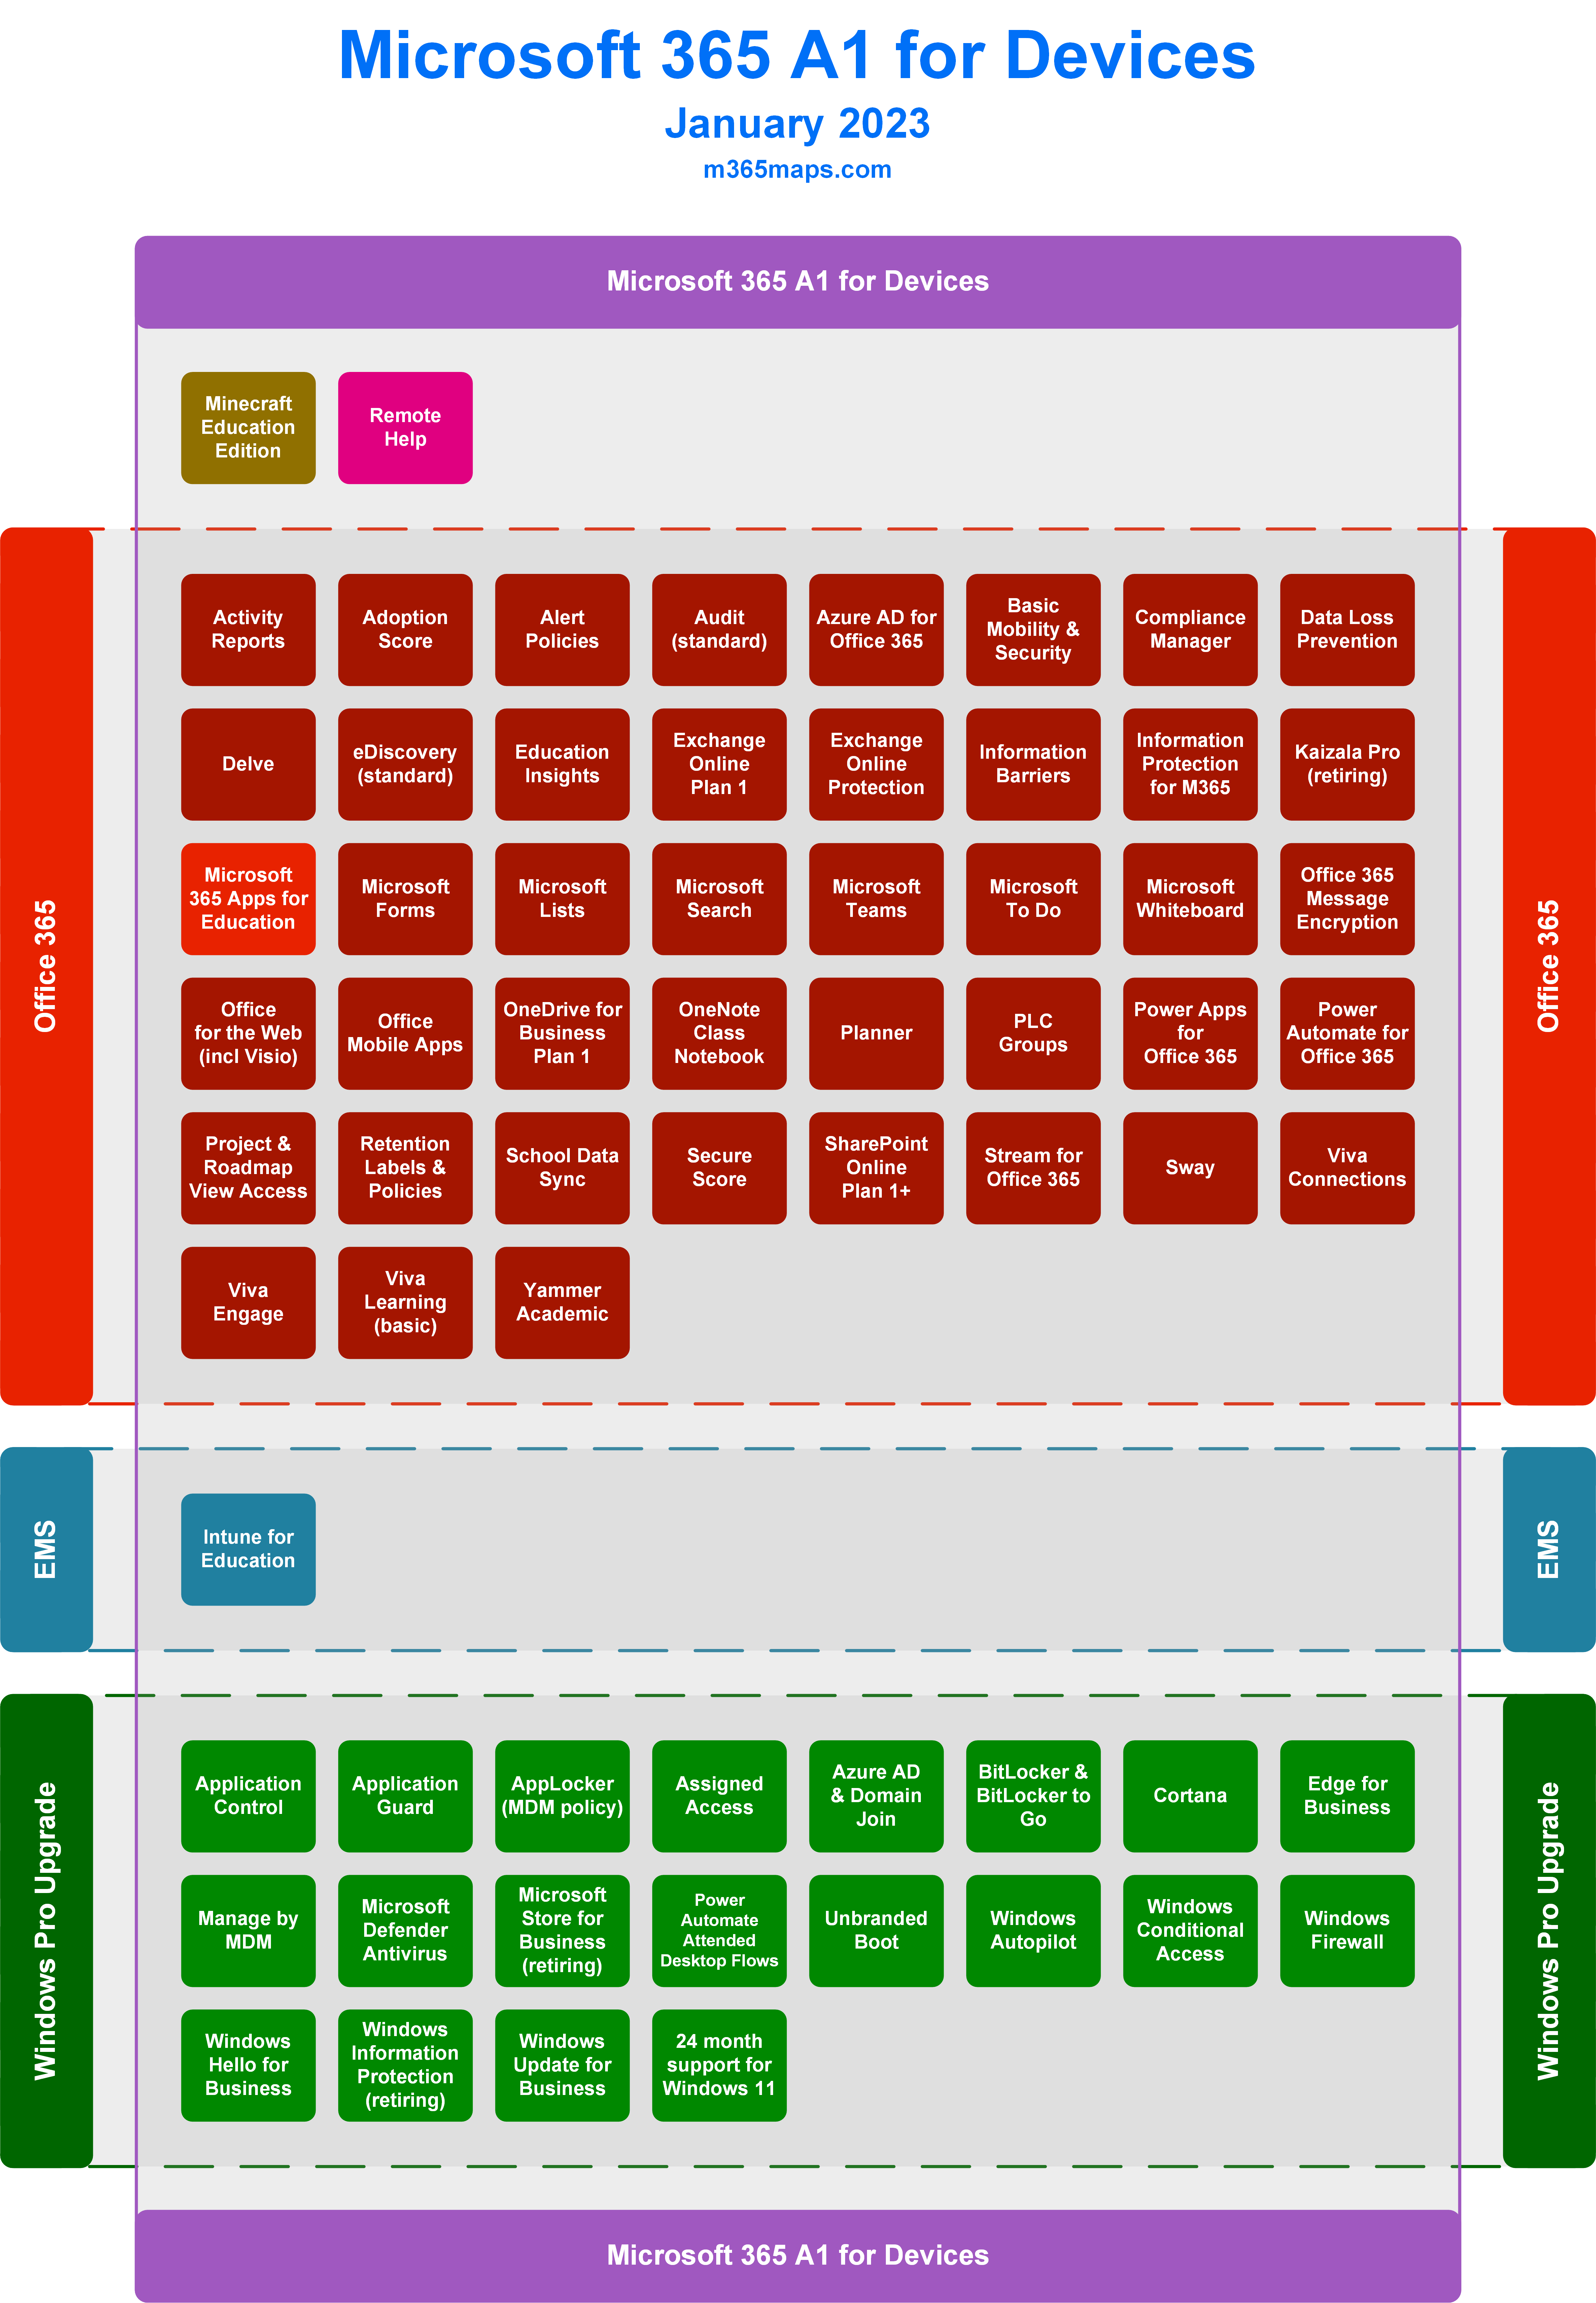 Microsoft 365 A1 for Devices
January 2023
m365maps.com
Microsoft 365 A1 for Devices
Minecraft
Education
Edition
Remote
Help
Office 365
Activity
Reports
Adoption
Score
Alert
Policies
Audit
(standard)
Azure AD for
Office 365
Basic
Mobility &
Security
Compliance
Manager
Data Loss
Prevention
Delve
eDiscovery
(standard)
Education
Insights
Exchange
Online
Plan 1
Exchange
Online
Protection
Information
Barriers
Information
Protection
for M365
Kaizala Pro
(retiring)
Microsoft
365 Apps for
Education
Microsoft
Forms
Microsoft
Lists
Microsoft
Search
Microsoft
Teams
Microsoft
To Do
Microsoft
Whiteboard
Office 365
Message
Encryption
Office
for the Web
(incl Visio)
Office
Mobile Apps
OneDrive for
Business
Plan 1
OneNote
Class
Notebook
Planner
PLC
Groups
Power Apps
for
Office 365
Power
Automate for
Office 365
Project &
Roadmap
View Access
Retention
Labels &
Policies
School Data
Sync
Secure
Score
SharePoint
Online
Plan 1+
Stream for
Office 365
Sway
Viva
Connections
Viva
Engage
Viva
Learning
(basic)
Yammer
Academic
Office 365
EMS
Intune for
Education
EMS
Windows Pro Upgrade
Application
Control
Application
Guard
AppLocker
(MDM policy)
Assigned
Access
Azure AD
& Domain
Join
BitLocker &
BitLocker to
Go
Cortana
Edge for
Business
Manage by
MDM
Microsoft
Defender
Antivirus
Microsoft
Store for
Business
(retiring)
Power
Automate
Attended
Desktop Flows
Unbranded
Boot
Windows
Autopilot
Windows
Conditional
Access
Windows
Firewall
Windows
Hello for
Business
Windows
Information
Protection
(retiring)
Windows
Update for
Business
24 month
support for
Windows 11
Windows Pro Upgrade
Microsoft 365 A1 for Devices